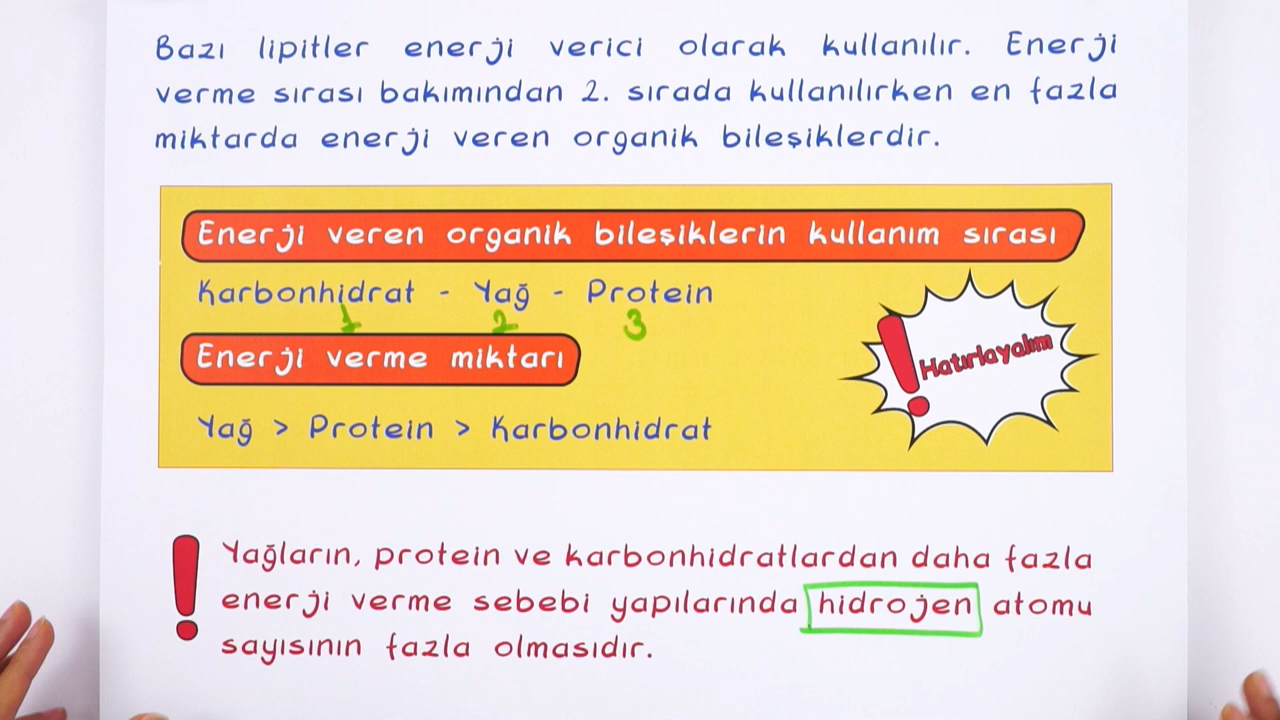 Bazı lipitler enerji verici olarak kullanılır. Enerji
verme sırası bakımından 2. sırada kullanılırken en fazla
miktarda enerji veren organik bileşiklerdir.
Enerji veren organik bileşiklerin kullanım sırası
Karbonhidrat - Yağ - Protein
1 2 3
Enerji verme miktarı
Yağ > Protein > Karbonhidrat
! Hatırlayalım
! Yağların, protein ve karbonhidratlardan daha fazla
enerji verme sebebi yapılarında hidrojen atomu
sayısının fazla olmasıdır.